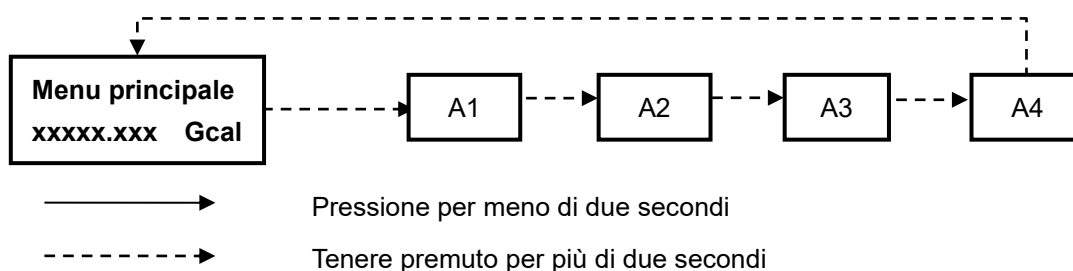 Menu principale
xxxxx.xxx Gcal
A1
A2
A3
A4
Pressione per meno di due secondi
Tenere premuto per più di due secondi